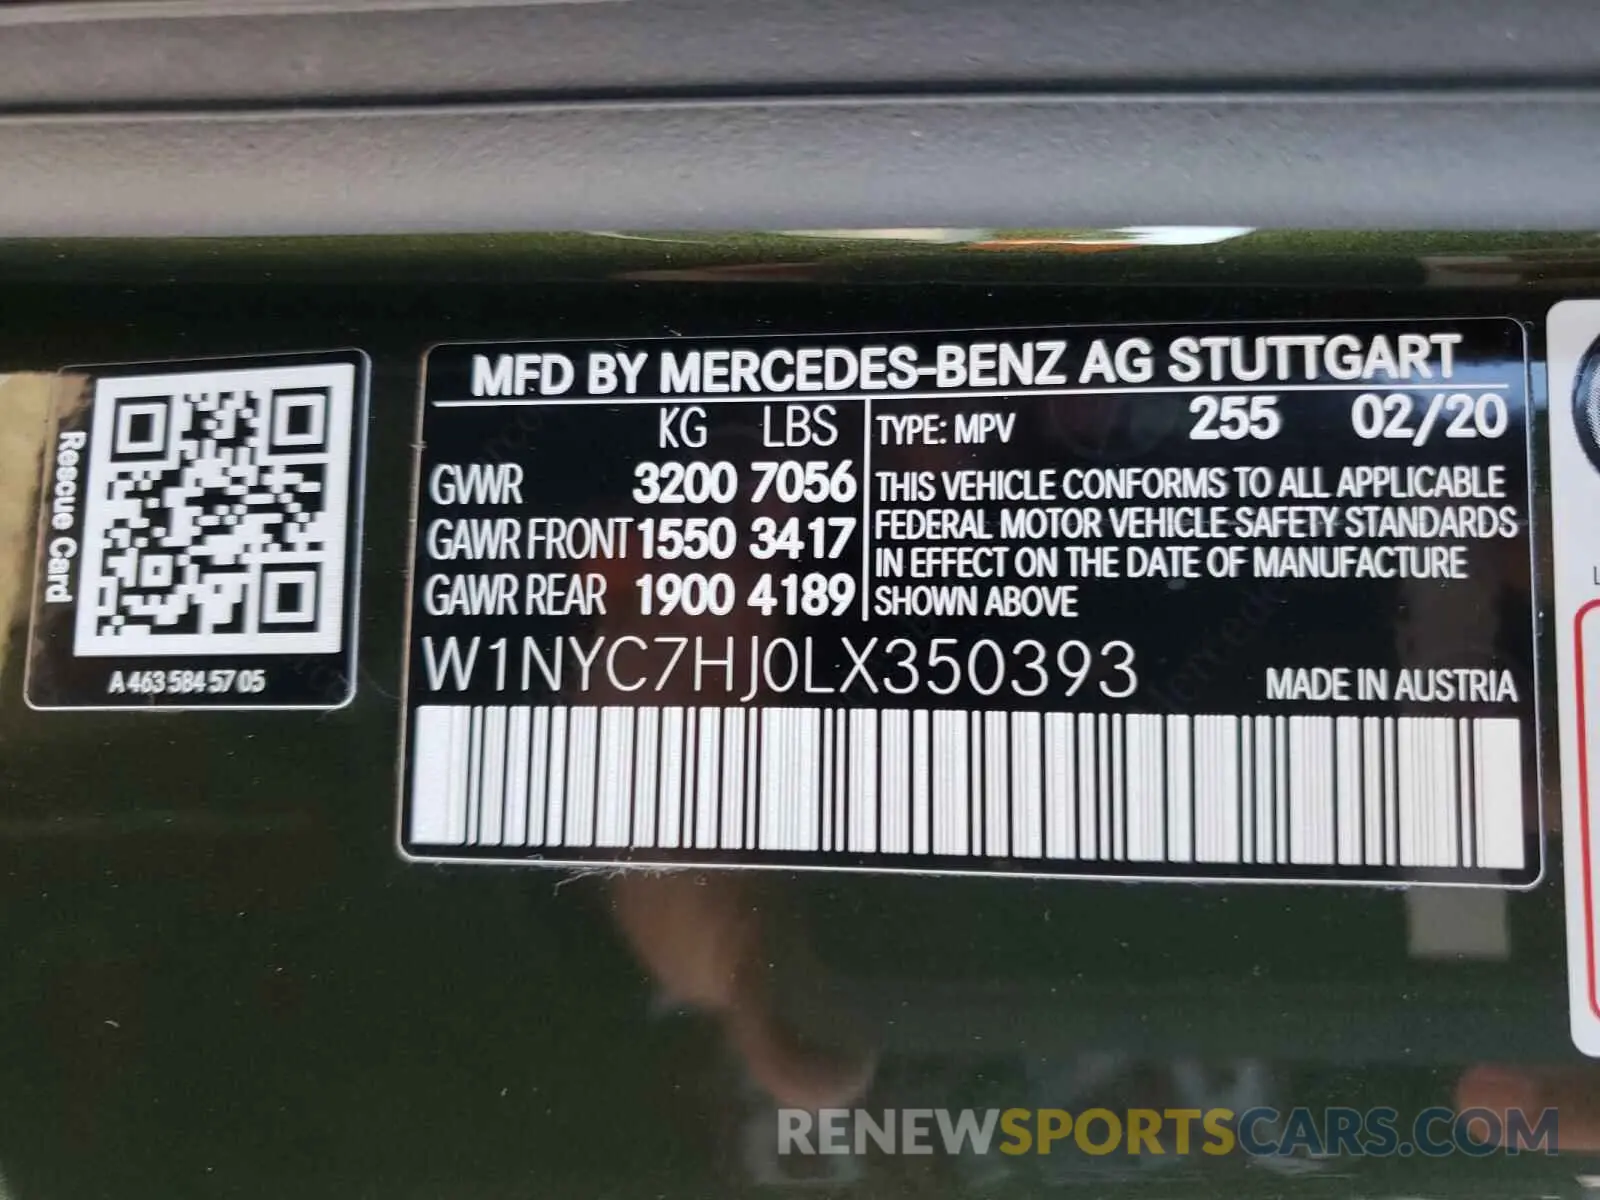 MFD BY MERCEDES-BENZ AG STUTTGART
KG LBS
GVWR 3200 7056
GAWR FRONT 1550 3417
GAWR REAR 1900 4189
TYPE: MPV 255 02/20
THIS VEHICLE CONFORMS TO ALL APPLICABLE
FEDERAL MOTOR VEHICLE SAFETY STANDARDS
IN EFFECT ON THE DATE OF MANUFACTURE
SHOWN ABOVE
W1NYC7HJ0LX350393
MADE IN AUSTRIA
Rescue Card
A 463 584 57 05
RENEWSPORTSCARS.COM